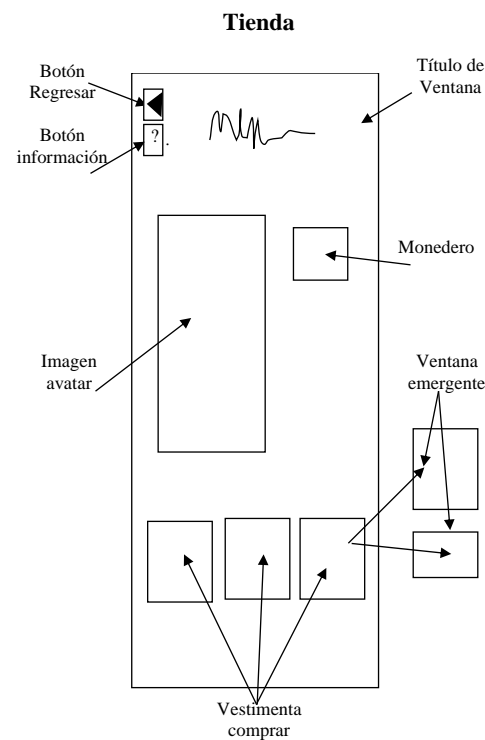 Tienda
Botón
Regresar
Título de
Ventana
Botón
información
?
.
Monedero
Imagen
avatar
Ventana
emergente
Vestimenta
comprar